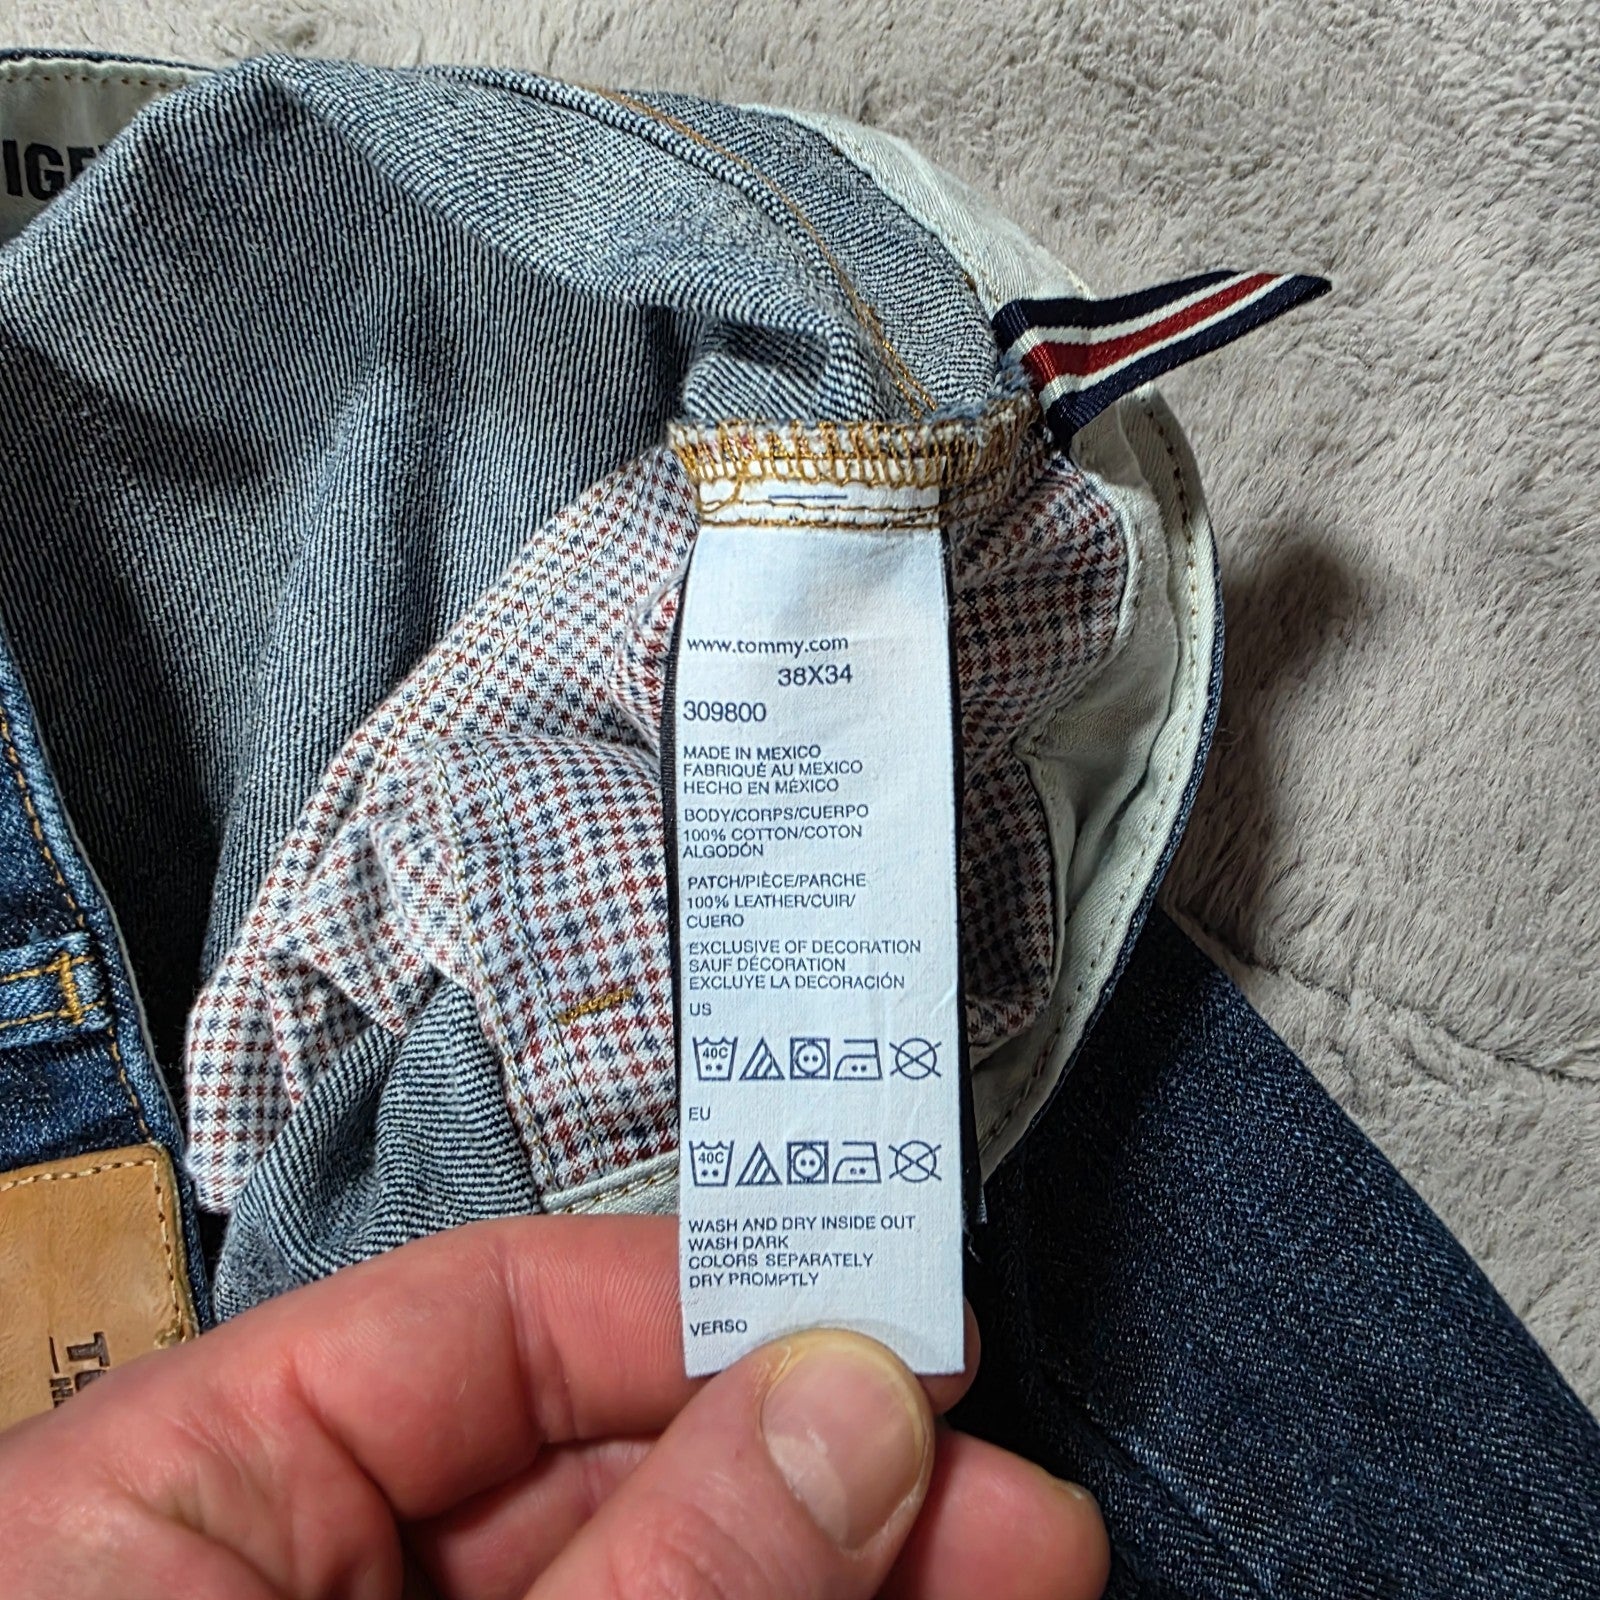 www.tommy.com
38X34
309800
MADE IN MEXICO
FABRIQUÉ AU MEXICO
HECHO EN MÉXICO
BODY/CORPS/CUERPO
100% COTTON/COTON
ALGODÓN
PATCH/PIÈCE/PARCHE
100% LEATHER/CUIR/
CUERO
EXCLUSIVE OF DECORATION
SAUF DÉCORATION
EXCLUYE LA DECORACIÓN
US
40C
EU
40C
WASH AND DRY INSIDE OUT
WASH DARK
COLORS SEPARATELY
DRY PROMPTLY
VERSO